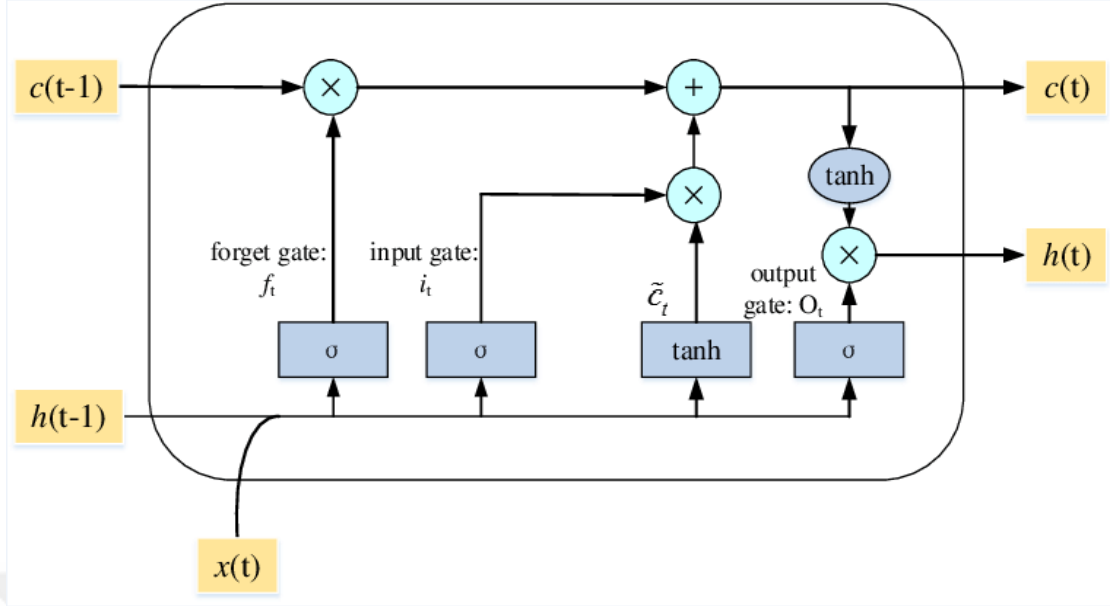 c(t-1)
×
+
c(t)
tanh
×
forget gate:
fₜ
input gate:
iₜ
×
h(t)
output
gate: Oₜ
c̃ₜ
σ
σ
tanh
σ
h(t-1)
x(t)